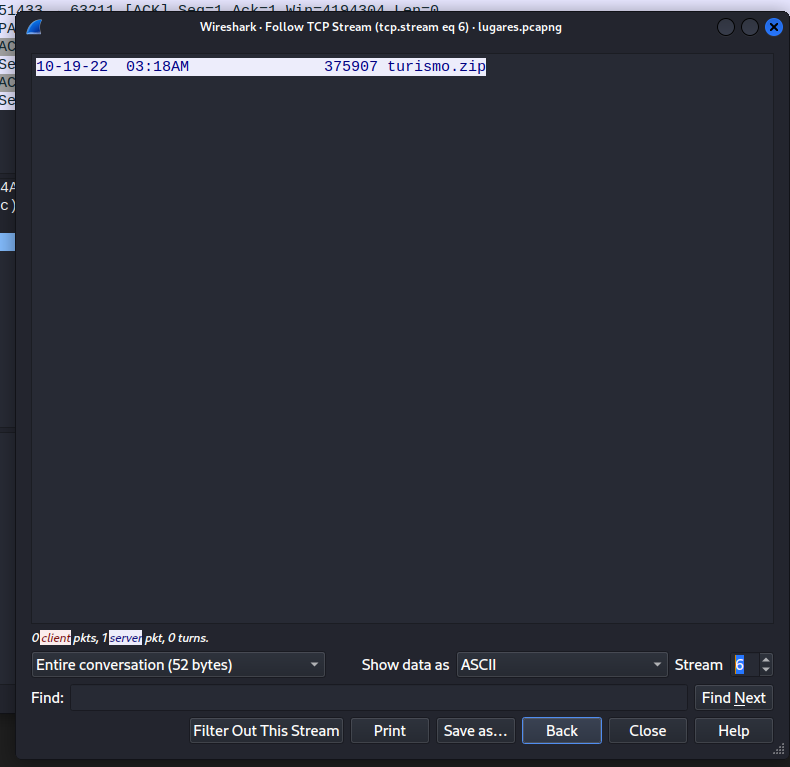 51433 63211 [ACK] Seq=1 Ack=1 Win=4194304 Len=0
Wireshark · Follow TCP Stream (tcp.stream eq 6) · lugares.pcapng
PA
AC
Se
AC
Se
10-19-22 03:18AM 375907 turismo.zip
4A
c)
0 client pkts, 1 server pkt, 0 turns.
Entire conversation (52 bytes) Show data as ASCII Stream 6
Find: Find Next
Filter Out This Stream Print Save as… Back Close Help